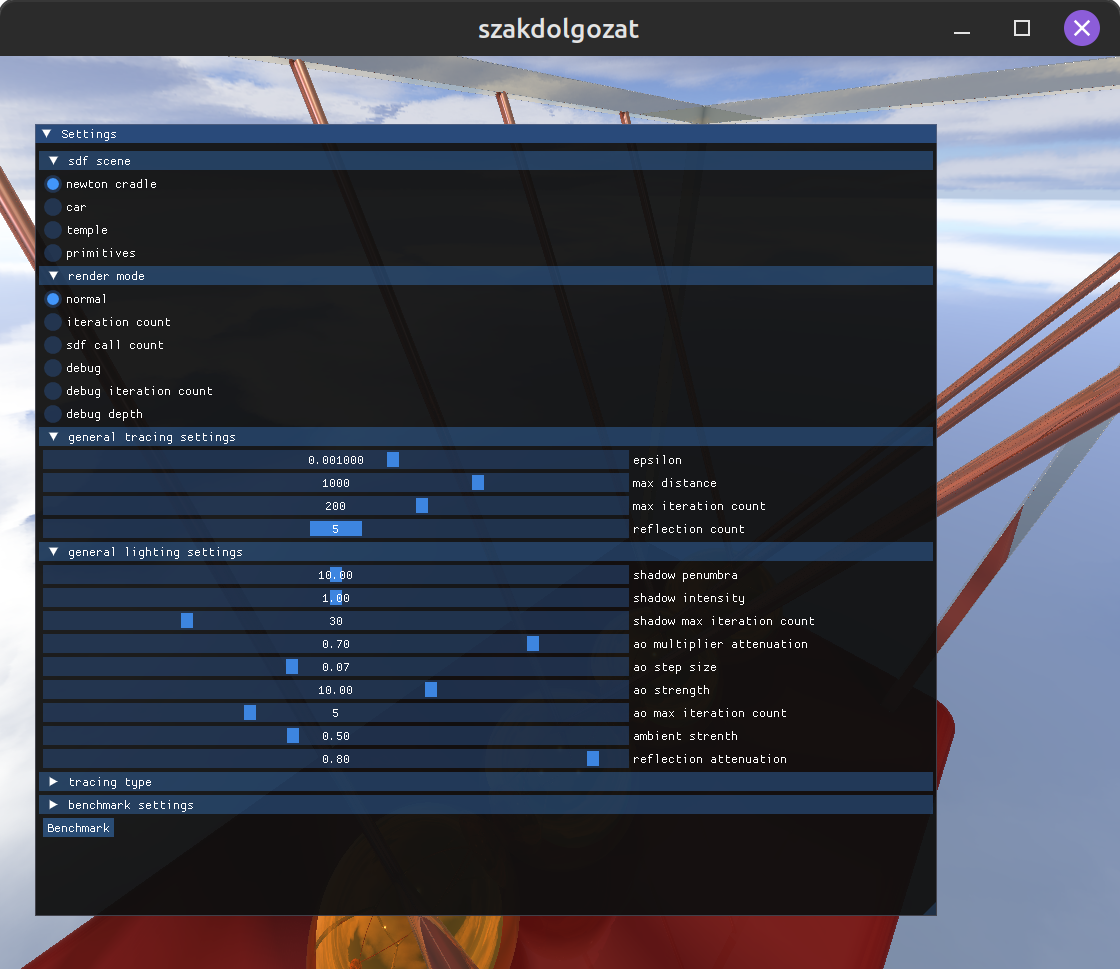 szakdolgozat
Settings
sdf scene
newton cradle
car
temple
primitives
render mode
normal
iteration count
sdf call count
debug
debug iteration count
debug depth
general tracing settings
0.001000 epsilon
1000 max distance
200 max iteration count
5 reflection count
general lighting settings
10.00 shadow penumbra
1.00 shadow intensity
30 shadow max iteration count
0.70 ao multiplier attenuation
0.07 ao step size
10.00 ao strength
5 ao max iteration count
0.50 ambient strenth
0.80 reflection attenuation
tracing type
benchmark settings
Benchmark